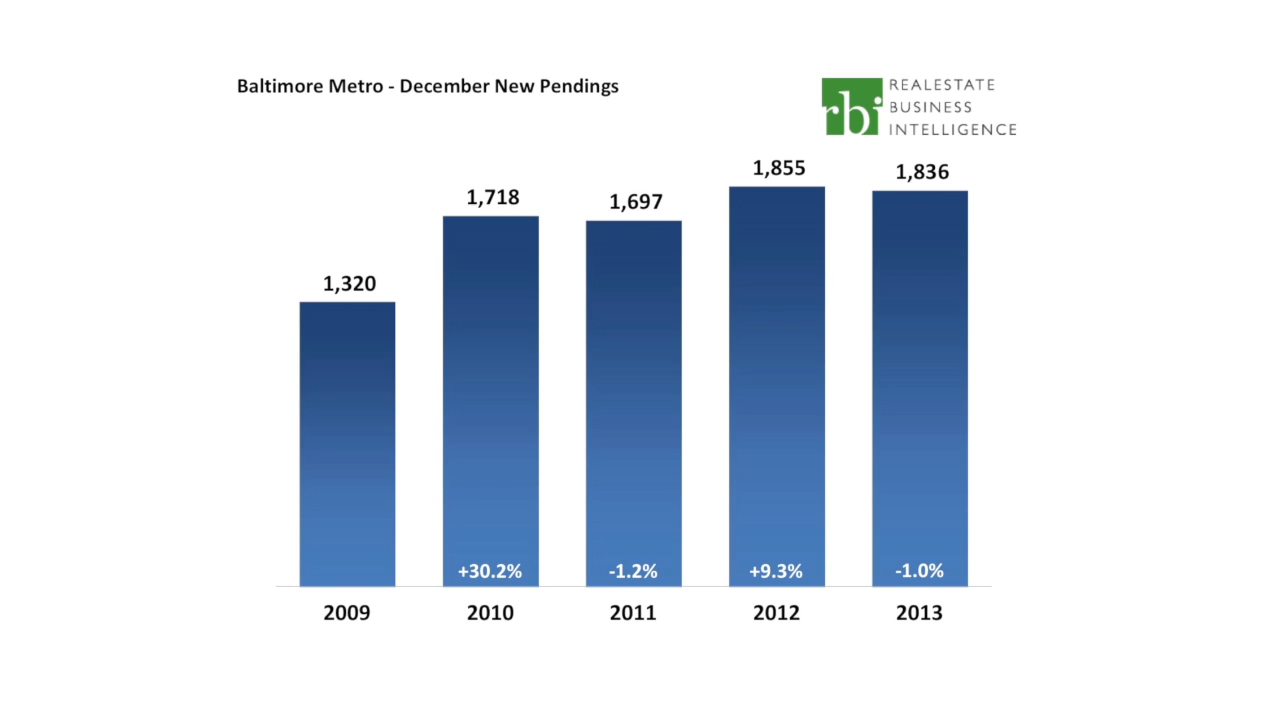 Baltimore Metro - December New Pendings
rbi
REALESTATE
BUSINESS
INTELLIGENCE
1,320
1,718
1,697
1,855
1,836
+30.2%
-1.2%
+9.3%
-1.0%
2009
2010
2011
2012
2013